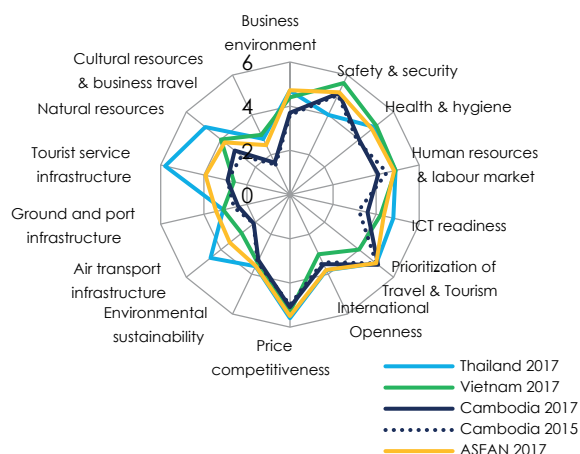 Business
environment
Safety & security
Health & hygiene
Human resources
& labour market
ICT readiness
Prioritization of
Travel & Tourism
International
Openness
Price
competitiveness
Environmental
sustainability
Air transport
infrastructure
Ground and port
infrastructure
Tourist service
infrastructure
Natural resources
Cultural resources
& business travel
6
4
2
0
Thailand 2017
Vietnam 2017
Cambodia 2017
Cambodia 2015
ASEAN 2017